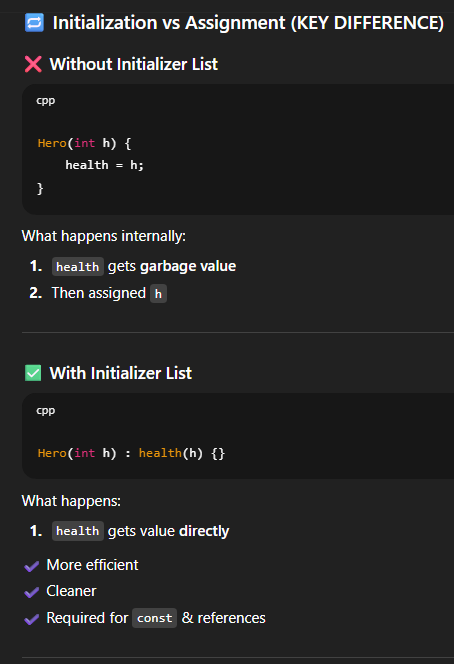 Initialization vs Assignment (KEY DIFFERENCE)
Without Initializer List
cpp
Hero(int h) {
    health = h;
}
What happens internally:
1. health gets garbage value
2. Then assigned h
With Initializer List
cpp
Hero(int h) : health(h) {}
What happens:
1. health gets value directly
✔ More efficient
✔ Cleaner
✔ Required for const & references